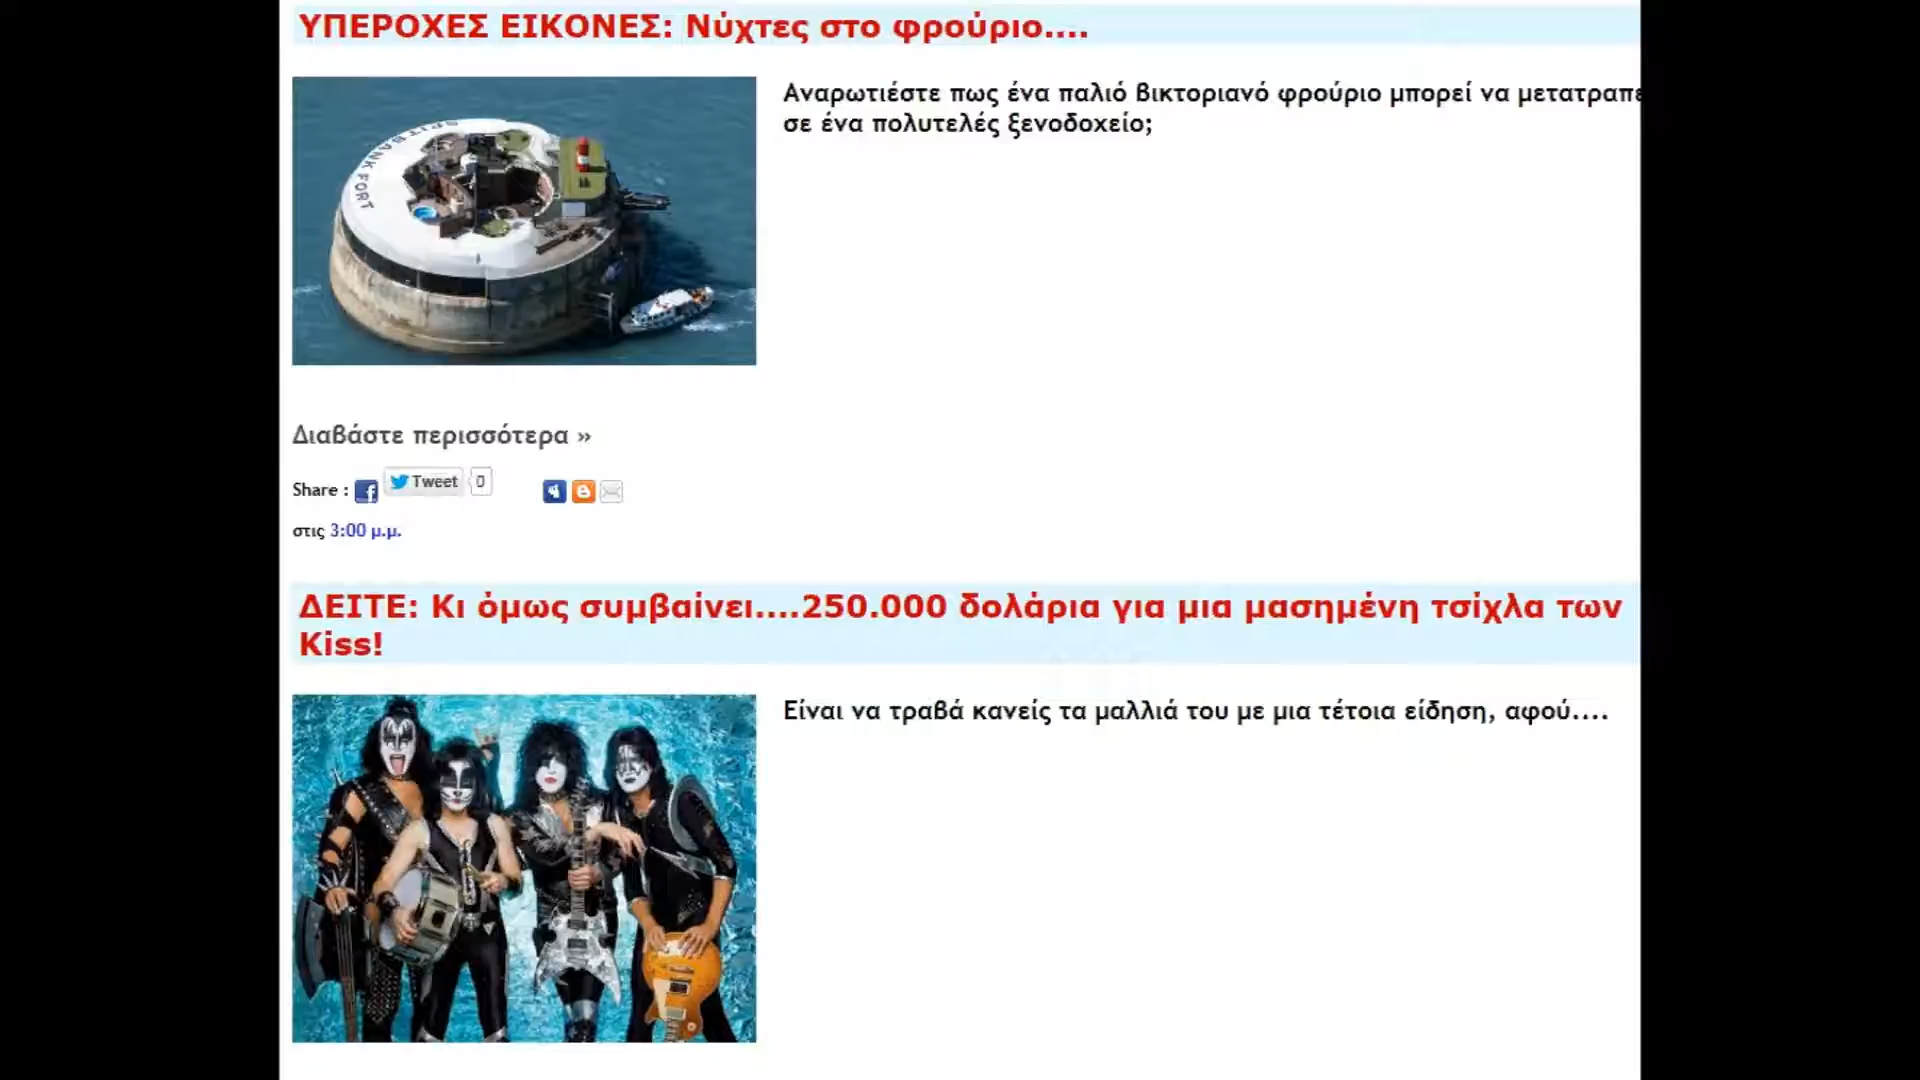 ΥΠΕΡΟΧΕΣ ΕΙΚΟΝΕΣ: Νύχτες στο φρούριο....
SPITBANK FORT
Αναρωτιέστε πως ένα παλιό βικτοριανό φρούριο μπορεί να μετατραπε
σε ένα πολυτελές ξενοδοχείο;
Διαβάστε περισσότερα »
Share : Tweet 0
στις 3:00 μ.μ.
ΔΕΙΤΕ: Κι όμως συμβαίνει....250.000 δολάρια για μια μασημένη τσίχλα των
Kiss!
Είναι να τραβά κανείς τα μαλλιά του με μια τέτοια είδηση, αφού....